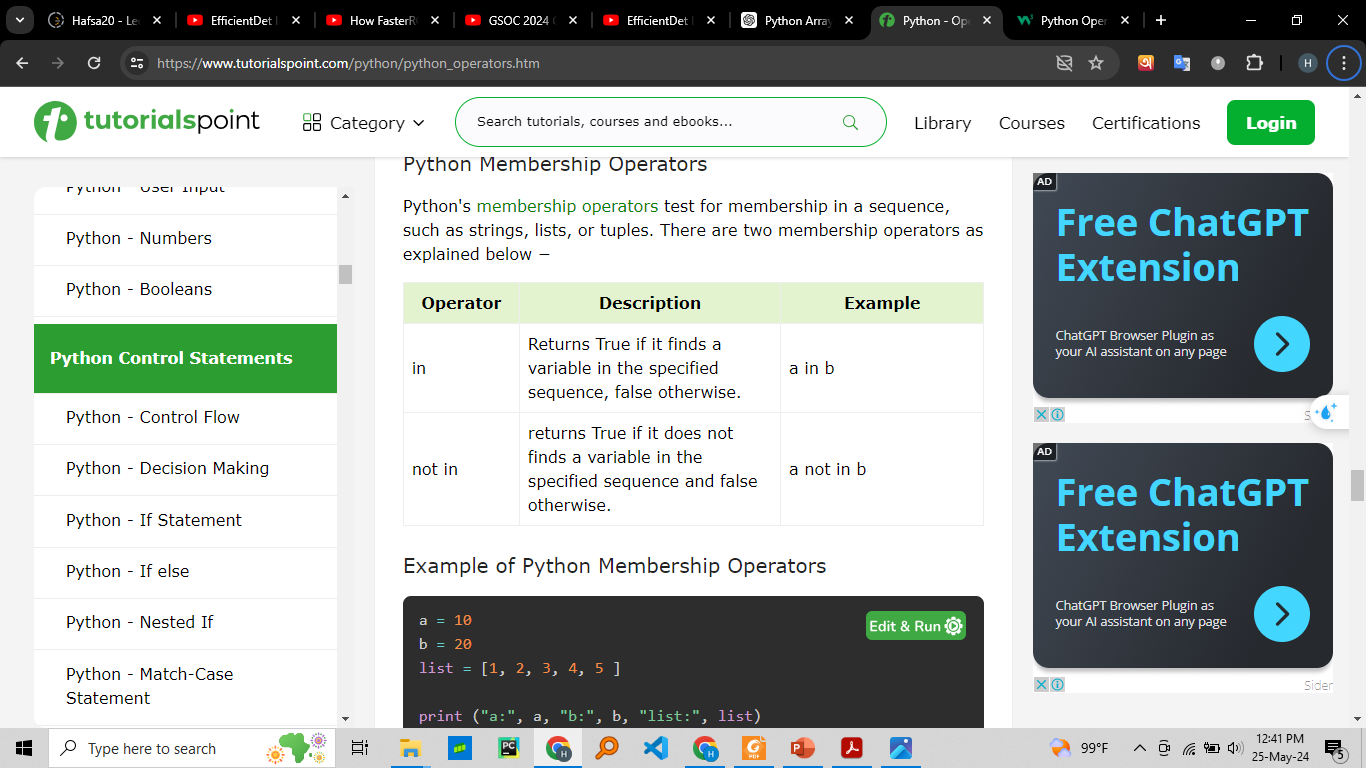 Hafsa20 - Lee
EfficientDet
How FasterR
GSOC 2024
EfficientDet
Python Array
Python - Ope
Python Oper
https://www.tutorialspoint.com/python/python_operators.htm
H
tutorialspoint
Category
Search tutorials, courses and ebooks...
Library
Courses
Certifications
Login
Python - User Input
Python - Numbers
Python - Booleans
Python Control Statements
Python - Control Flow
Python - Decision Making
Python - If Statement
Python - If else
Python - Nested If
Python - Match-Case
Statement
Python Membership Operators
Python's membership operators test for membership in a sequence,
such as strings, lists, or tuples. There are two membership operators as
explained below −
Operator Description Example
in
Returns True if it finds a
variable in the specified
sequence, false otherwise.
a in b
not in
returns True if it does not
finds a variable in the
specified sequence and false
otherwise.
a not in b
Example of Python Membership Operators
a = 10
b = 20
list = [1, 2, 3, 4, 5 ]
print ("a:", a, "b:", b, "list:", list)
Edit & Run
AD
Free ChatGPT
Extension
ChatGPT Browser Plugin as
your AI assistant on any page
AD
Free ChatGPT
Extension
ChatGPT Browser Plugin as
your AI assistant on any page
Sider
Type here to search
99°F
12:41 PM
25-May-24
5